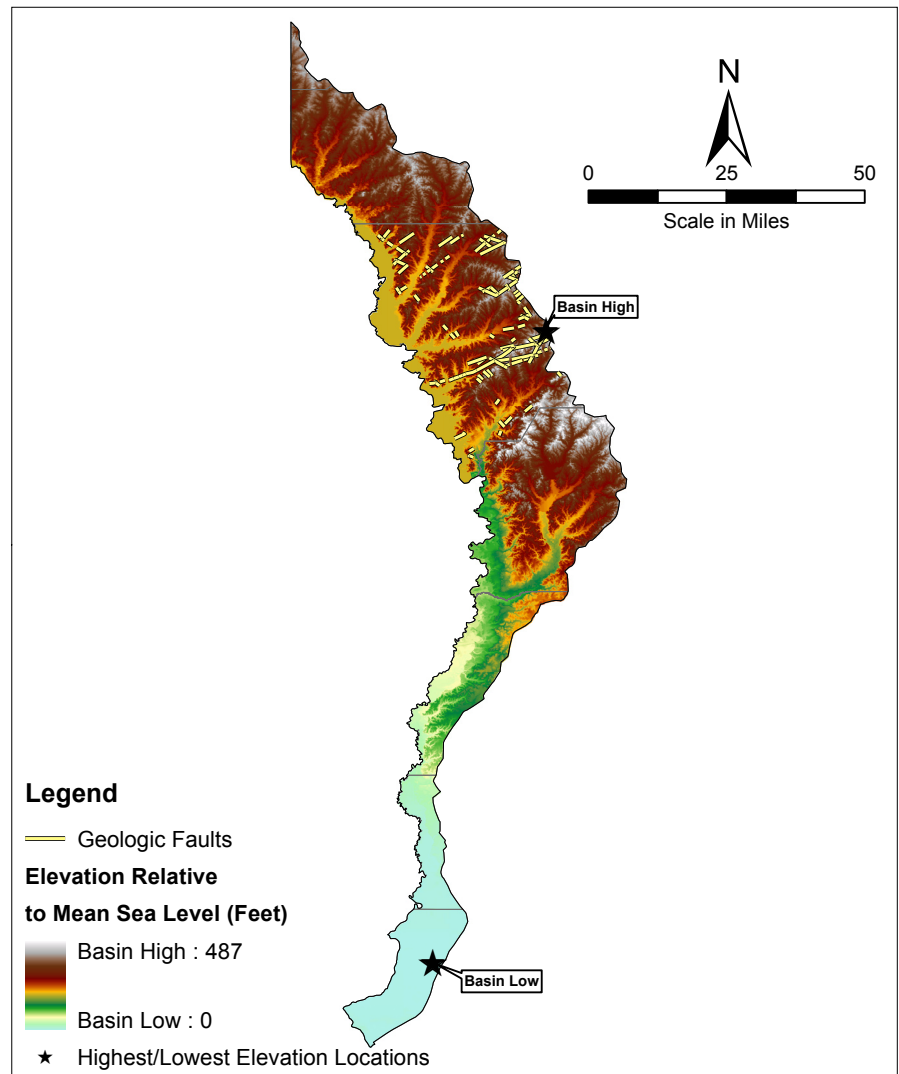 N
0 25 50
Scale in Miles
Basin High
Basin Low
Legend
Geologic Faults
Elevation Relative
to Mean Sea Level (Feet)
Basin High : 487
Basin Low : 0
Highest/Lowest Elevation Locations